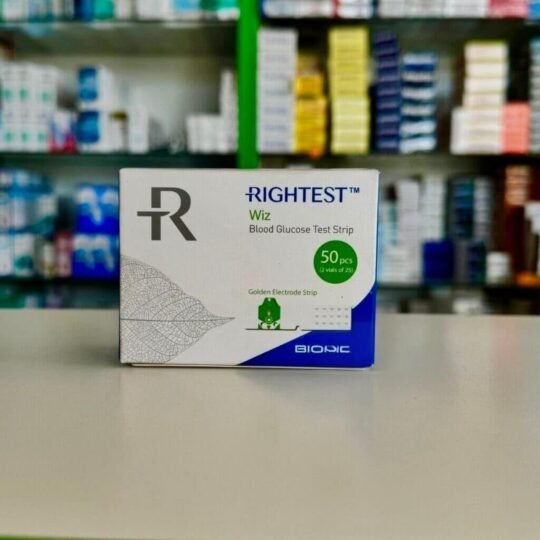 R
RIGHTEST™
Wiz
Blood Glucose Test Strip
50 pcs
(2 vials of 25)
Golden Electrode Strip
BIONIC